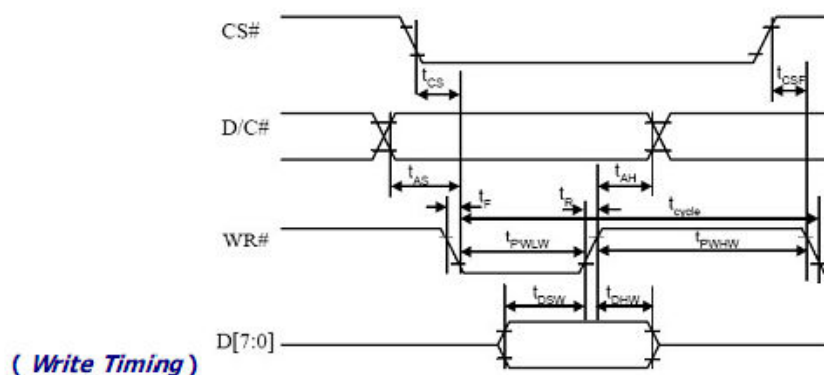 CS#
tCS
tCSF
D/C#
tAS
tF
tR
tAH
tcycle
WR#
tPWLW
tPWHW
tDSW
tDHW
D[7:0]
( Write Timing )